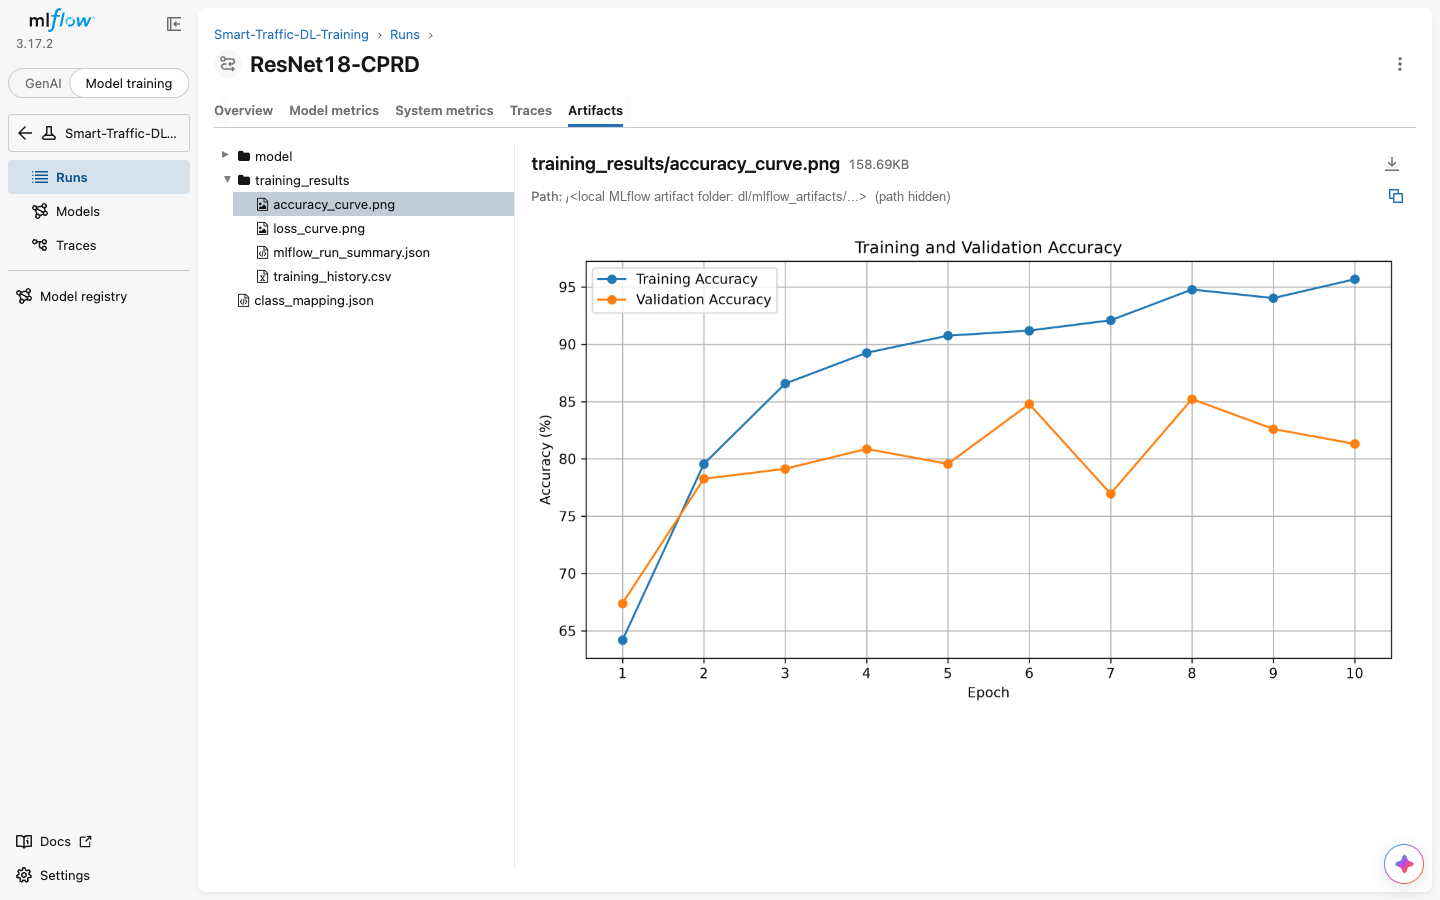 mlflow
3.17.2
GenAI
Model training
Smart-Traffic-DL...
Runs
Models
Traces
Model registry
Docs
Settings
Smart-Traffic-DL-Training › Runs ›
ResNet18-CPRD
Overview Model metrics System metrics Traces Artifacts
model
training_results
accuracy_curve.png
loss_curve.png
mlflow_run_summary.json
training_history.csv
class_mapping.json
training_results/accuracy_curve.png 158.69KB
Path: /<local MLflow artifact folder: dl/mlflow_artifacts/...> (path hidden)
Training and Validation Accuracy
Training Accuracy
Validation Accuracy
Accuracy (%)
95
90
85
80
75
70
65
1 2 3 4 5 6 7 8 9 10
Epoch